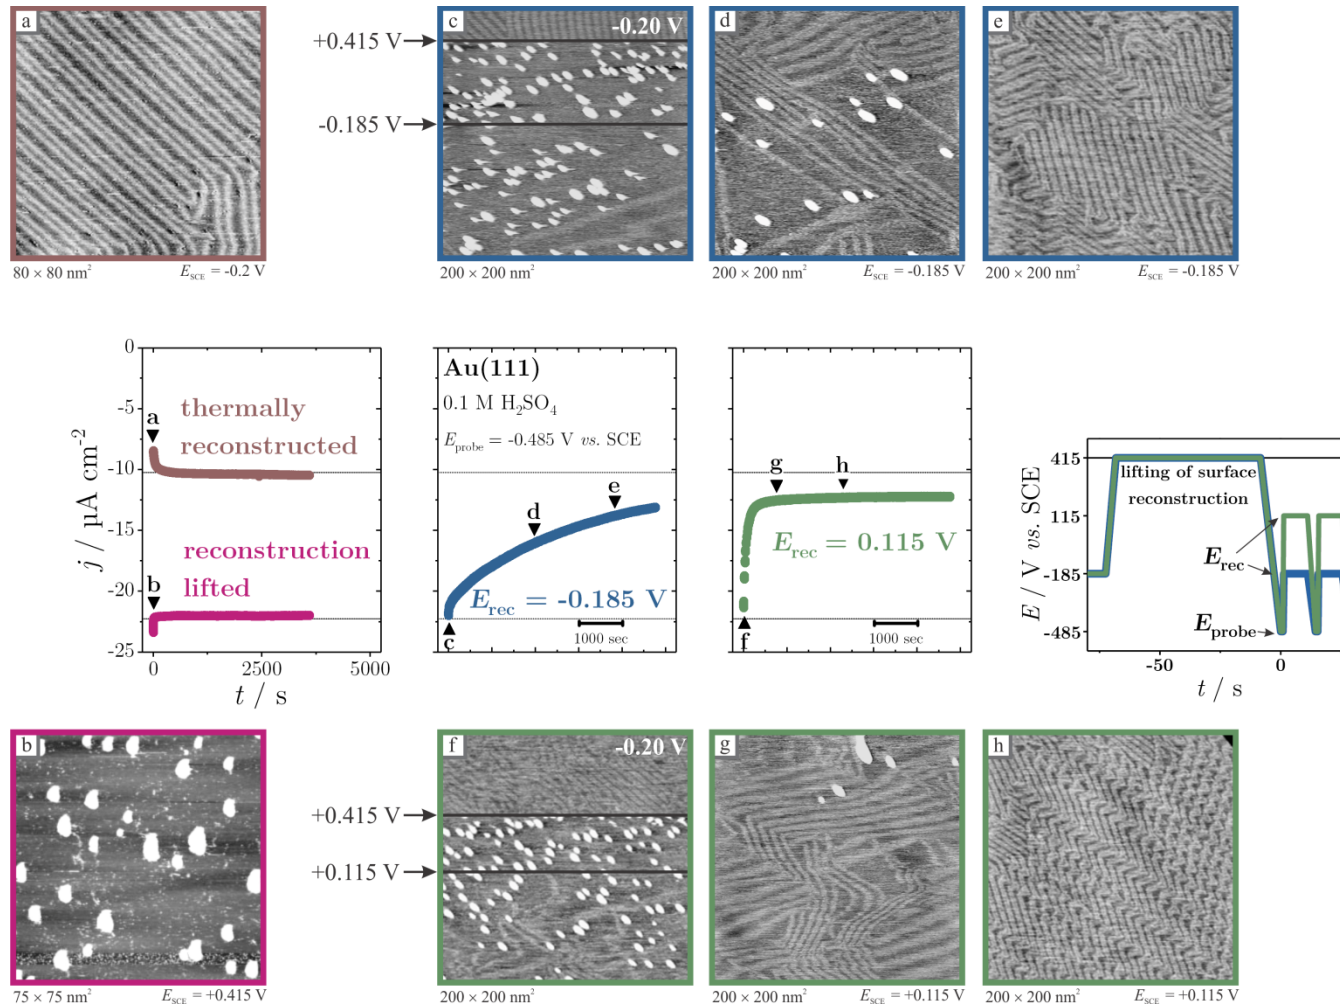 a
80 × 80 nm²
E_SCE = -0.2 V
+0.415 V
-0.185 V
c
-0.20 V
200 × 200 nm²
d
200 × 200 nm²
E_SCE = -0.185 V
e
200 × 200 nm²
E_SCE = -0.185 V
j / µA cm⁻²
0
-5
-10
-15
-20
-25
a
thermally
reconstructed
b
reconstruction
lifted
0
2500
5000
t / s
Au(111)
0.1 M H₂SO₄
E_probe = -0.485 V vs. SCE
d
e
E_rec = -0.185 V
c
1000 sec
g
h
E_rec = 0.115 V
f
1000 sec
E / V vs. SCE
415
115
-185
-485
lifting of surface
reconstruction
E_rec
E_probe
-50
0
t / s
b
75 × 75 nm²
E_SCE = +0.415 V
+0.415 V
+0.115 V
f
-0.20 V
200 × 200 nm²
g
200 × 200 nm²
E_SCE = +0.115 V
h
200 × 200 nm²
E_SCE = +0.115 V